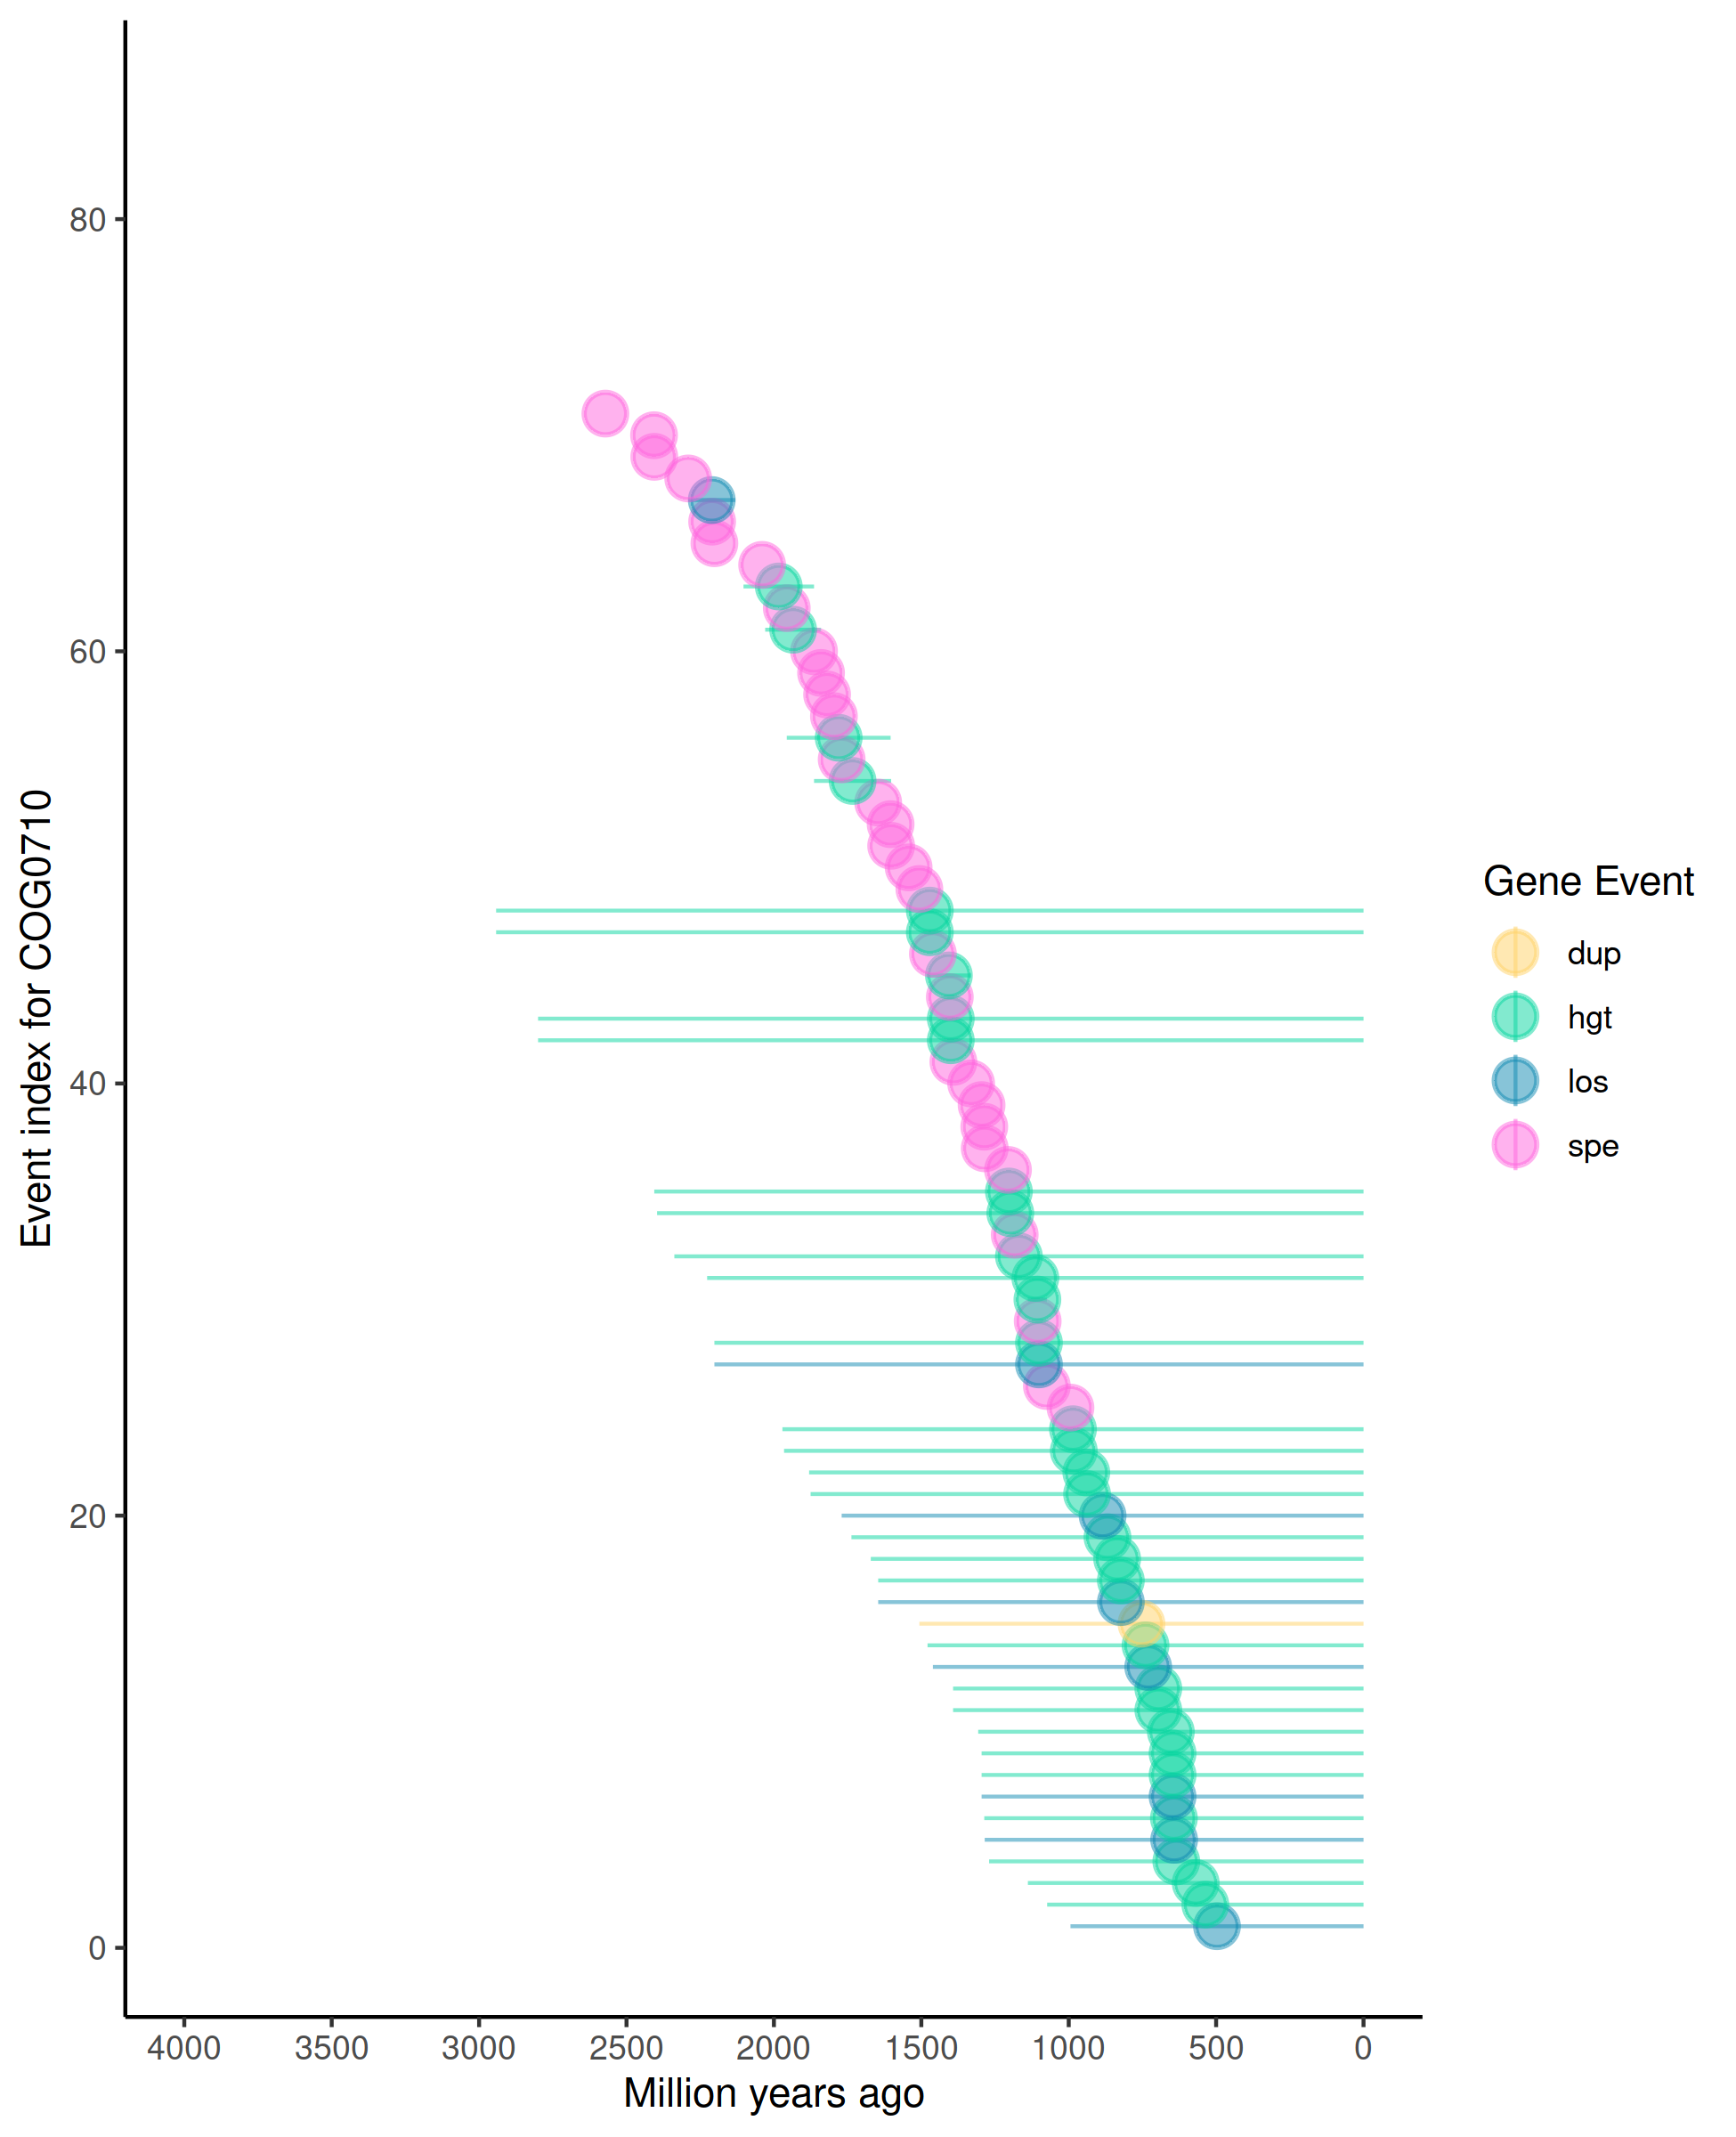 Event index for COG0710
80
60
40
20
0
4000 3500 3000 2500 2000 1500 1000 500 0
Million years ago
Gene Event
dup
hgt
los
spe